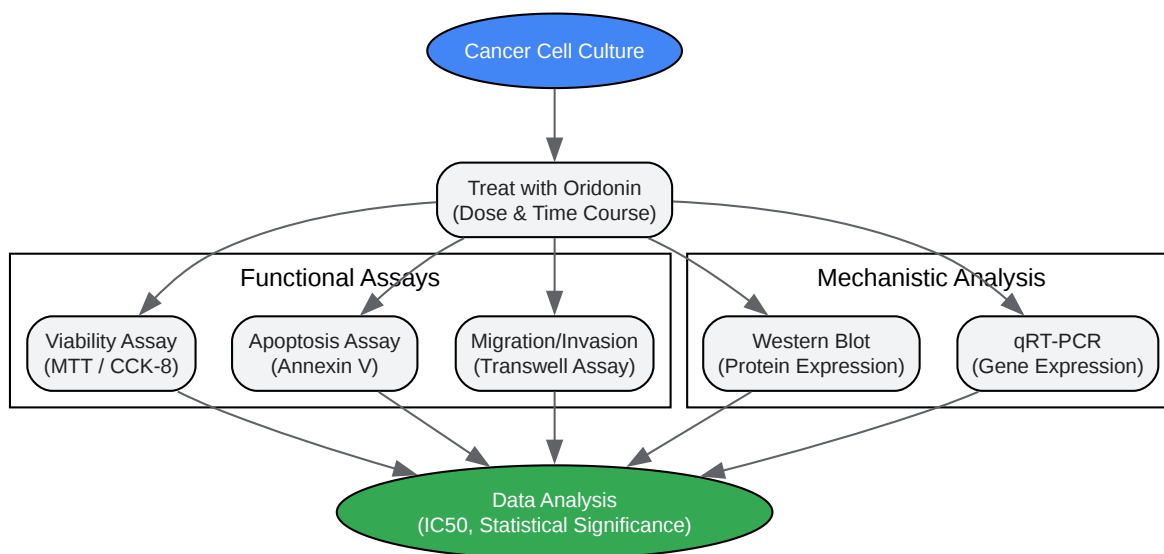 Cancer Cell Culture
Treat with Oridonin
(Dose & Time Course)
Functional Assays
Mechanistic Analysis
Viability Assay
(MTT / CCK-8)
Apoptosis Assay
(Annexin V)
Migration/Invasion
(Transwell Assay)
Western Blot
(Protein Expression)
qRT-PCR
(Gene Expression)
Data Analysis
(IC50, Statistical Significance)